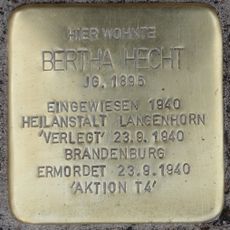 HIER WOHNTE
BERTHA HECHT
JG. 1895
EINGEWIESEN 1940
HEILANSTALT LANGENHORN
'VERLEGT' 23.9.1940
BRANDENBURG
ERMORDET 23.9.1940
'AKTION T4'